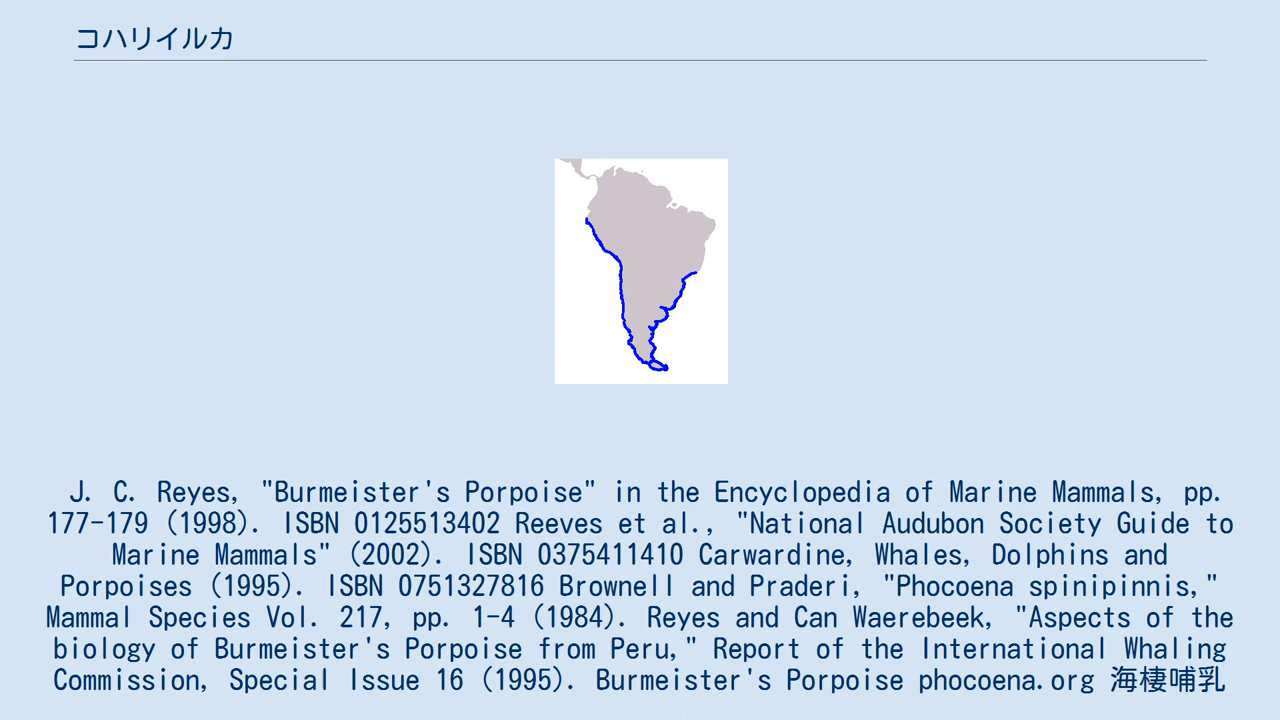 コハリイルカ
J. C. Reyes, "Burmeister's Porpoise" in the Encyclopedia of Marine Mammals, pp.
177-179 (1998). ISBN 0125513402 Reeves et al., "National Audubon Society Guide to
Marine Mammals" (2002). ISBN 0375411410 Carwardine, Whales, Dolphins and
Porpoises (1995). ISBN 0751327816 Brownell and Praderi, "Phocoena spinipinnis,"
Mammal Species Vol. 217, pp. 1-4 (1984). Reyes and Can Waerebeek, "Aspects of the
biology of Burmeister's Porpoise from Peru," Report of the International Whaling
Commission, Special Issue 16 (1995). Burmeister's Porpoise phocoena.org 海棲哺乳